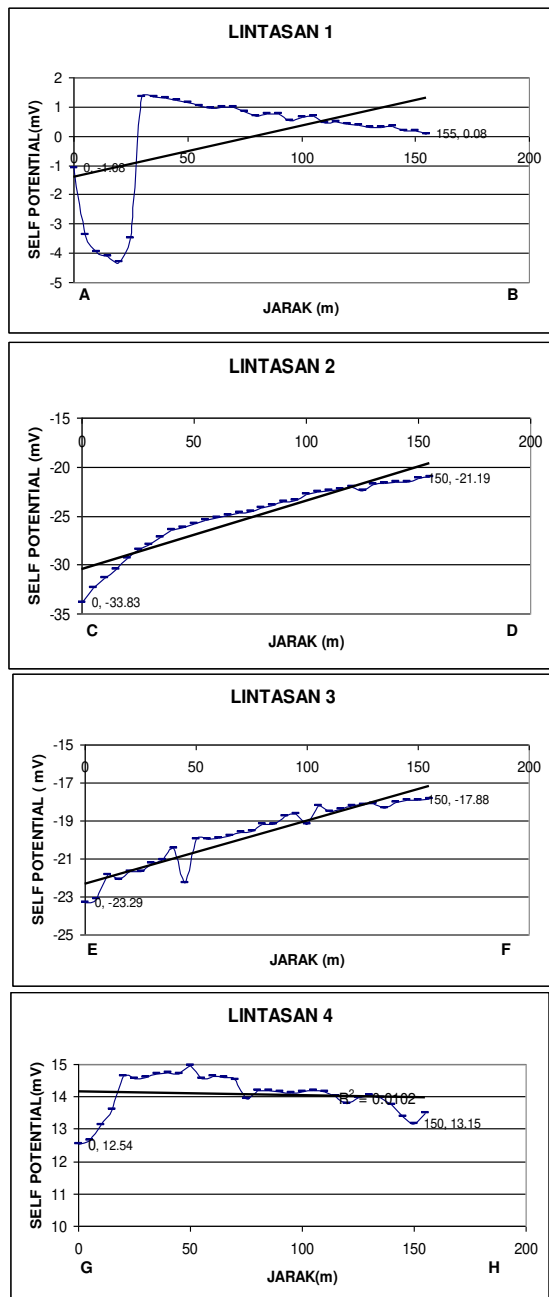 LINTASAN 1
SELF POTENTIAL(mV)
2
1
0
-1
-2
-3
-4
-5
0 50 100 150 200
0, -1.08
155, 0.08
A B
JARAK (m)
LINTASAN 2
SELF POTENTIAL (mV)
-15
-20
-25
-30
-35
0 50 100 150 200
150, -21.19
0, -33.83
C D
JARAK (m)
LINTASAN 3
SELF POTENTIAL ( mV)
-15
-17
-19
-21
-23
-25
0 50 100 150 200
150, -17.88
0, -23.29
E F
JARAK (m)
LINTASAN 4
SELF POTENTIAL(mV)
15
14
13
12
11
10
R² = 0.0102
0, 12.54
150, 13.15
0 50 100 150 200
G H
JARAK(m)